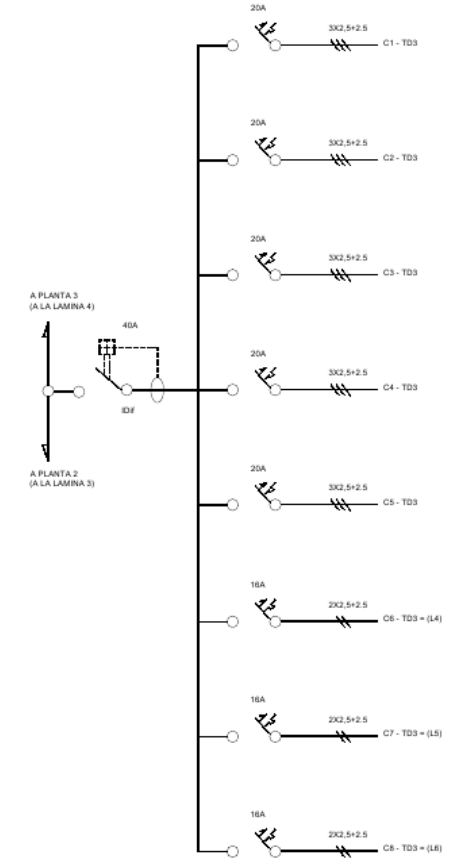 20A
3X2,5+2.5
C1 - TD3
20A
3X2,5+2.5
C2 - TD3
20A
3X2,5+2.5
C3 - TD3
A PLANTA 3
(A LA LAMINA 4)
40A
20A
3X2,5+2.5
C4 - TD3
IDif
A PLANTA 2
(A LA LAMINA 3)
20A
3X2,5+2.5
C5 - TD3
16A
2X2,5+2.5
C6 - TD3 = (L4)
16A
2X2,5+2.5
C7 - TD3 = (L5)
16A
2X2,5+2.5
C8 - TD3 = (L6)